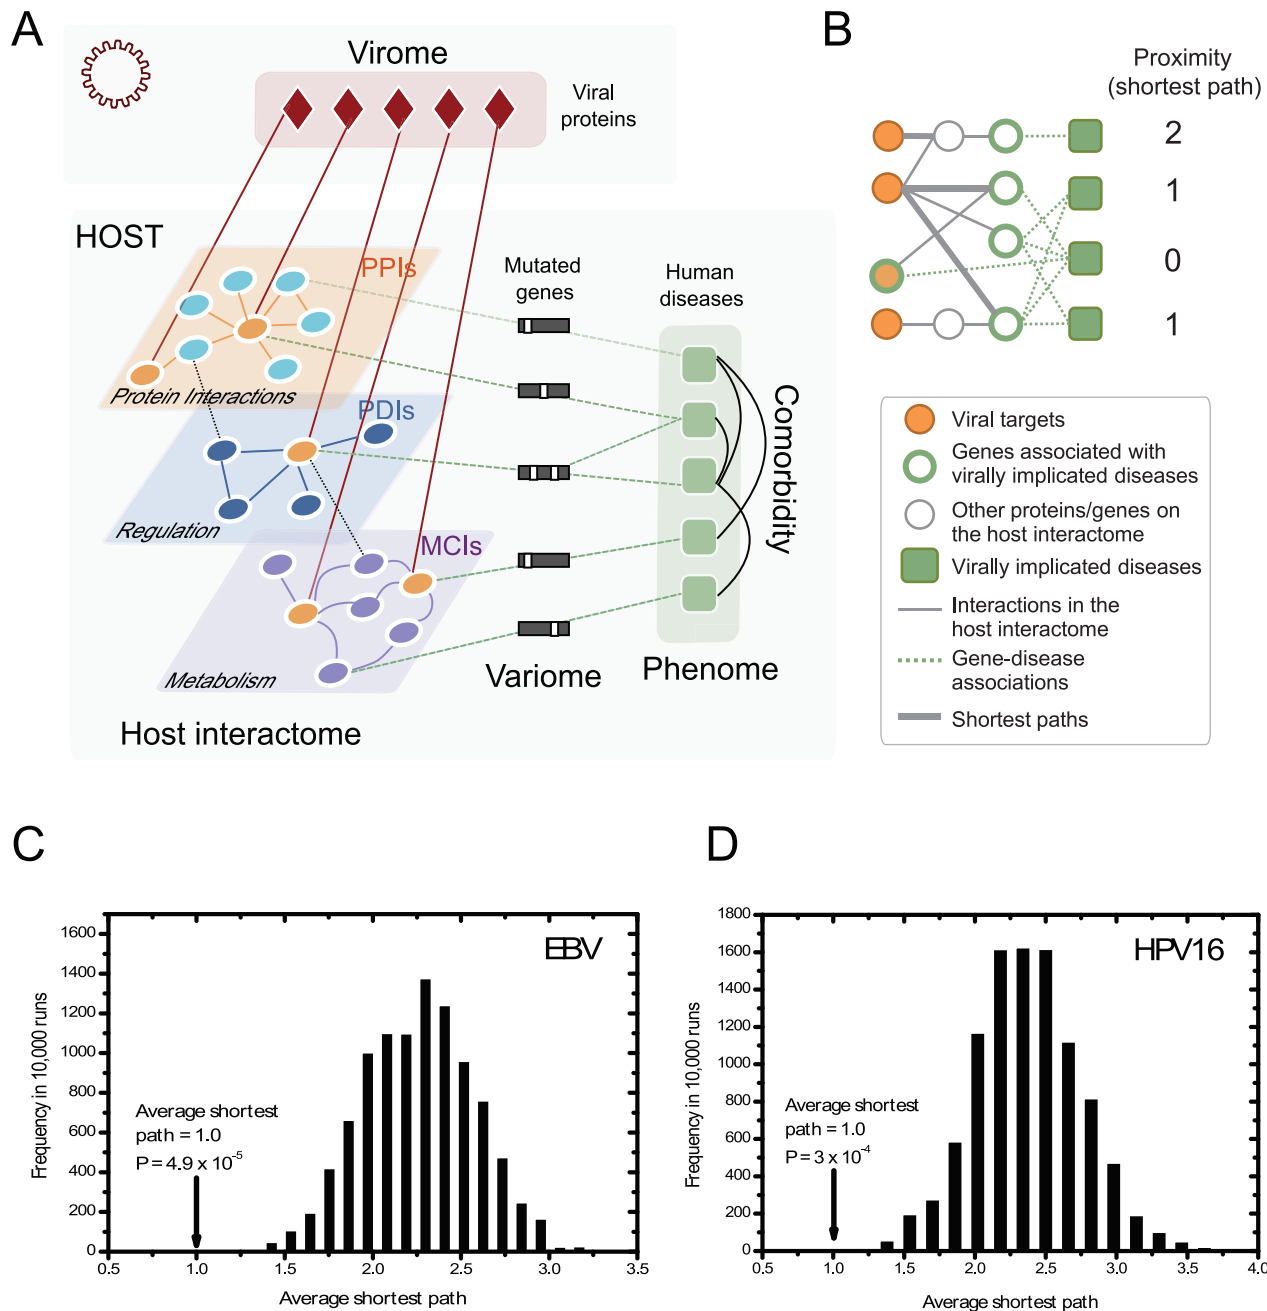 A
Virome
Viral
proteins
HOST
PPIs
Protein Interactions
PDIs
Regulation
MCIs
Metabolism
Host interactome
Mutated
genes
Variome
Human
diseases
Comorbidity
Phenome
B
Proximity
(shortest path)
2
1
0
1
Viral targets
Genes associated with
virally implicated diseases
Other proteins/genes on
the host interactome
Virally implicated diseases
Interactions in the
host interactome
Gene-disease
associations
Shortest paths
C
EBV
Frequency in 10,000 runs
1600
1400
1200
1000
800
600
400
200
0
Average shortest
path = 1.0
P = 4.9 x 10⁻⁵
0.5 1.0 1.5 2.0 2.5 3.0 3.5
Average shortest path
D
HPV16
Frequency in 10,000 runs
1800
1600
1400
1200
1000
800
600
400
200
0
Average shortest
path = 1.0
P = 3 x 10⁻⁴
0.5 1.0 1.5 2.0 2.5 3.0 3.5 4.0
Average shortest path